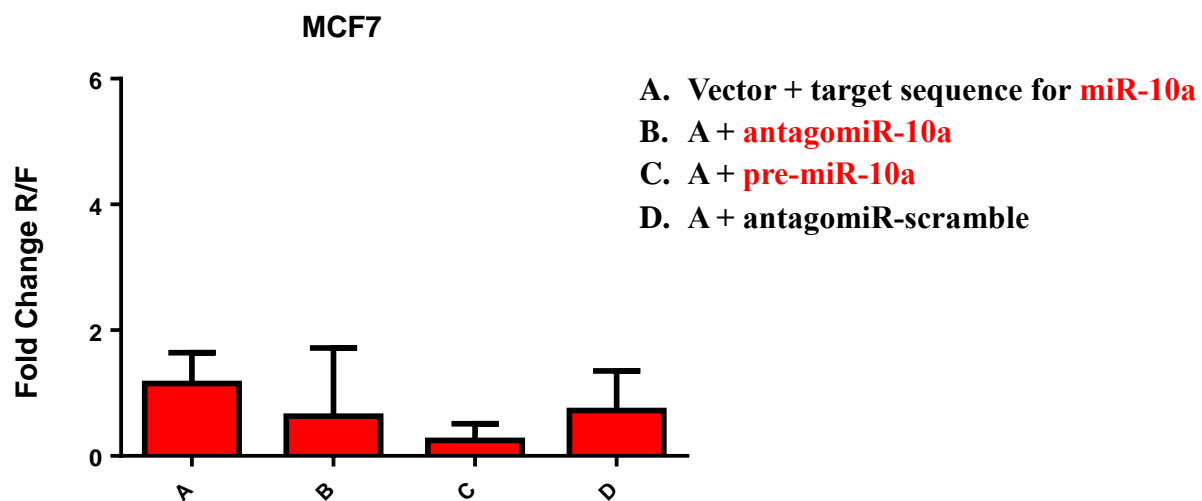 MCF7
Fold Change R/F
6
4
2
0
A
B
C
D
A. Vector + target sequence for miR-10a
B. A + antagomiR-10a
C. A + pre-miR-10a
D. A + antagomiR-scramble